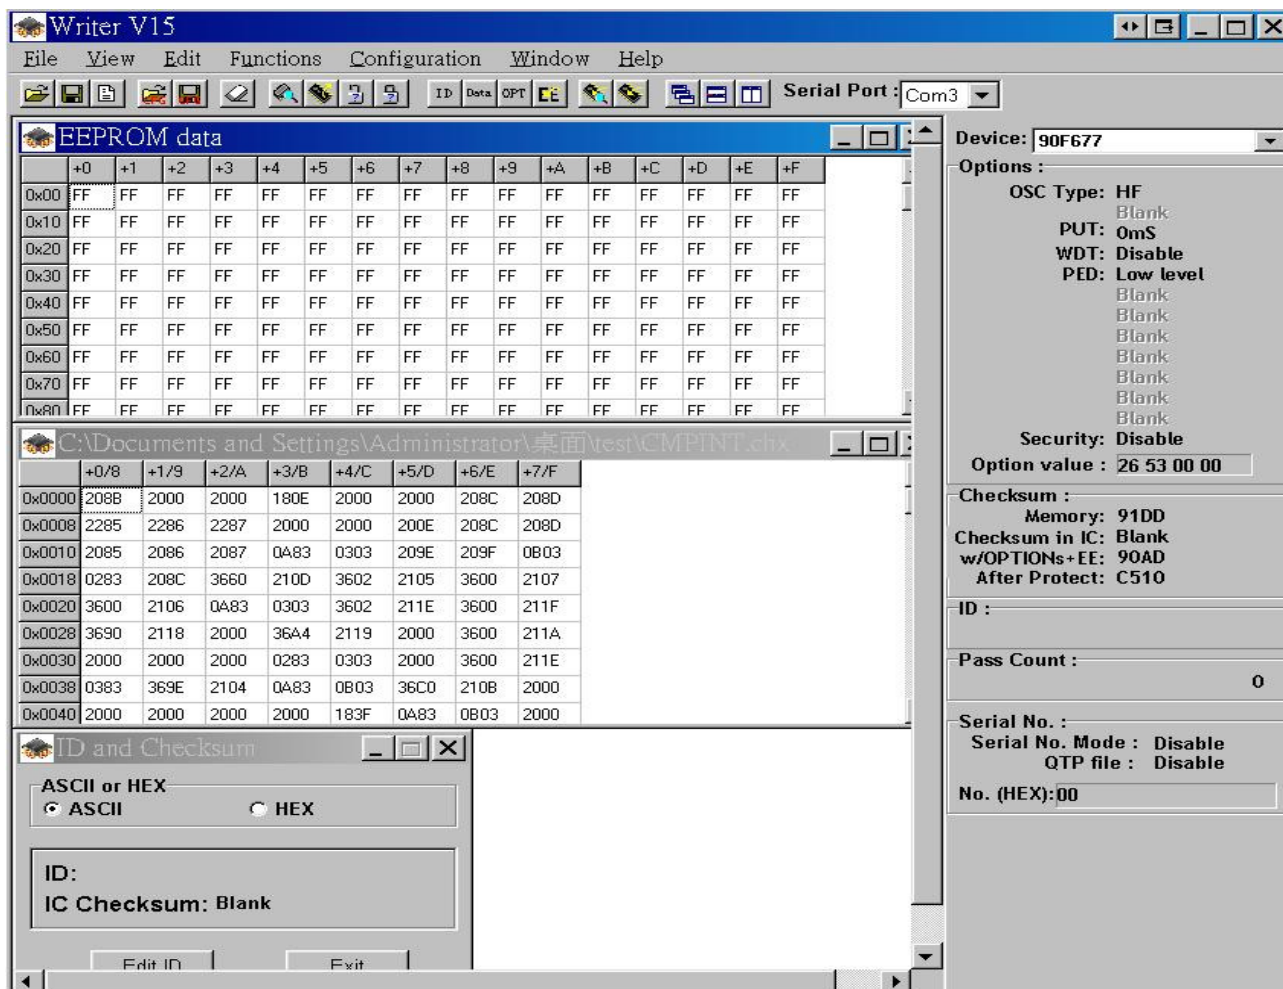 Writer V15
File View Edit Functions Configuration Window Help
ID Data OPT EE Serial Port : Com3
EEPROM data
+0 +1 +2 +3 +4 +5 +6 +7 +8 +9 +A +B +C +D +E +F
0x00 FF FF FF FF FF FF FF FF FF FF FF FF FF FF FF FF
0x10 FF FF FF FF FF FF FF FF FF FF FF FF FF FF FF FF
0x20 FF FF FF FF FF FF FF FF FF FF FF FF FF FF FF FF
0x30 FF FF FF FF FF FF FF FF FF FF FF FF FF FF FF FF
0x40 FF FF FF FF FF FF FF FF FF FF FF FF FF FF FF FF
0x50 FF FF FF FF FF FF FF FF FF FF FF FF FF FF FF FF
0x60 FF FF FF FF FF FF FF FF FF FF FF FF FF FF FF FF
0x70 FF FF FF FF FF FF FF FF FF FF FF FF FF FF FF FF
0x80 FF FF FF FF FF FF FF FF FF FF FF FF FF FF FF FF
C:\Documents and Settings\Administrator\桌面\test\
+0/8 +1/9 +2/A +3/B +4/C +5/D +6/E +7/F
0x0000 208B 2000 2000 180E 2000 2000 208C 208D
0x0008 2285 2286 2287 2000 2000 200E 208C 208D
0x0010 2085 2086 2087 0A83 0303 209E 209F 0B03
0x0018 0283 208C 3660 210D 3602 2105 3600 2107
0x0020 3600 2106 0A83 0303 3602 211E 3600 211F
0x0028 3690 2118 2000 36A4 2119 2000 3600 211A
0x0030 2000 2000 2000 0283 0303 2000 3600 211E
0x0038 0383 369E 2104 0A83 0B03 36C0 210B 2000
0x0040 2000 2000 2000 2000 183F 0A83 0B03 2000
ID and Checksum
ASCII or HEX
ASCII HEX
ID:
IC Checksum: Blank
Edit ID Exit
Device: 90F677
Options :
OSC Type: HF
Blank
PUT: 0mS
WDT: Disable
PED: Low level
Blank
Blank
Blank
Blank
Blank
Blank
Blank
Security: Disable
Option value : 26 53 00 00
Checksum :
Memory: 91DD
Checksum in IC: Blank
w/OPTIONs+EE: 90AD
After Protect: C510
ID :
Pass Count :
0
Serial No. :
Serial No. Mode : Disable
QTP file : Disable
No. (HEX): 00